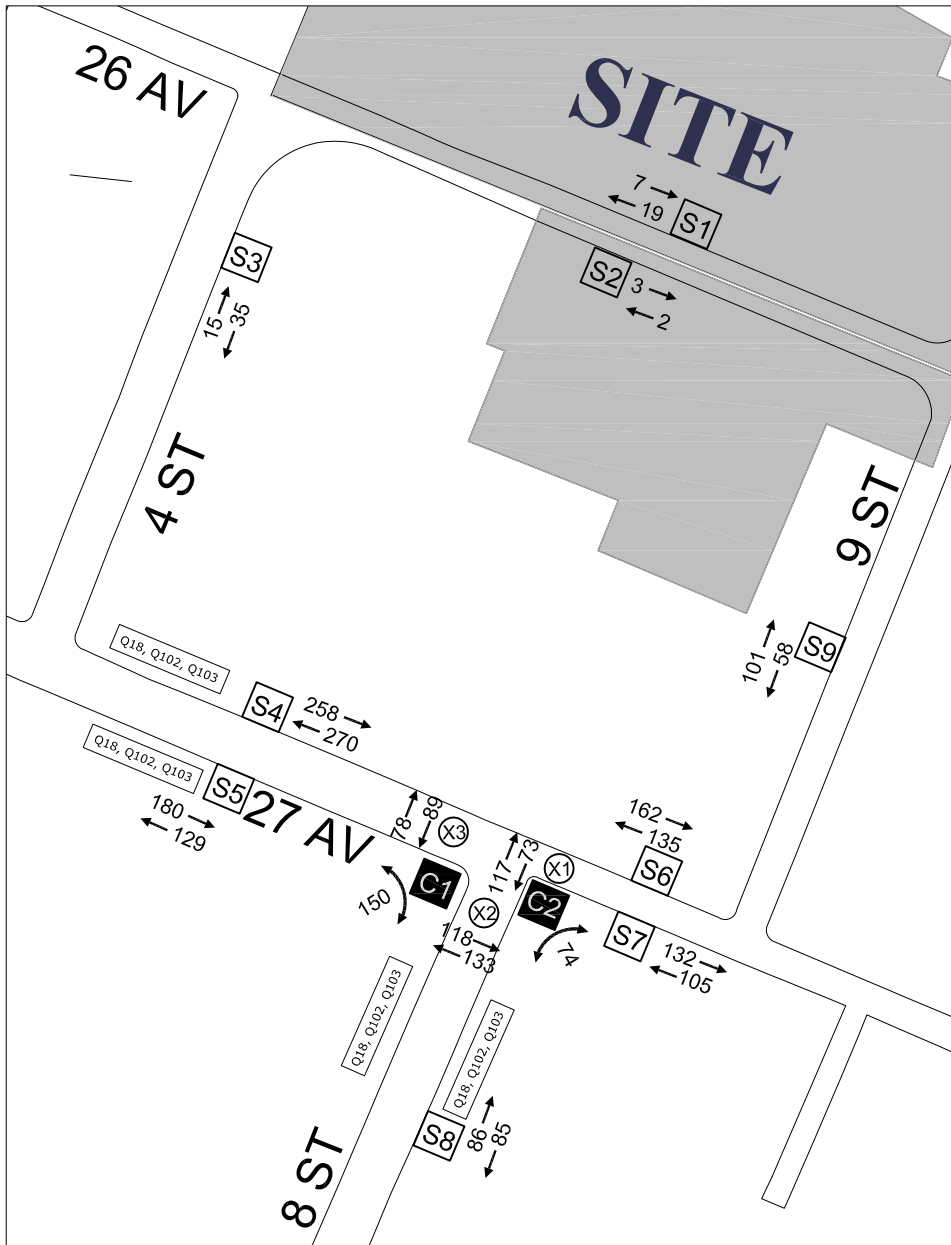 26 AV
SITE
7
19
S1
S2
3
2
S3
15
35
4 ST
9 ST
Q18, Q102, Q103
S4
258
270
S9
101
58
Q18, Q102, Q103
S5
180
129
27 AV
78
89
X3
117
73
X1
162
135
S6
C1
150
X2
118
133
C2
74
S7
132
105
Q18, Q102, Q103
Q18, Q102, Q103
S8
86
85
8 ST